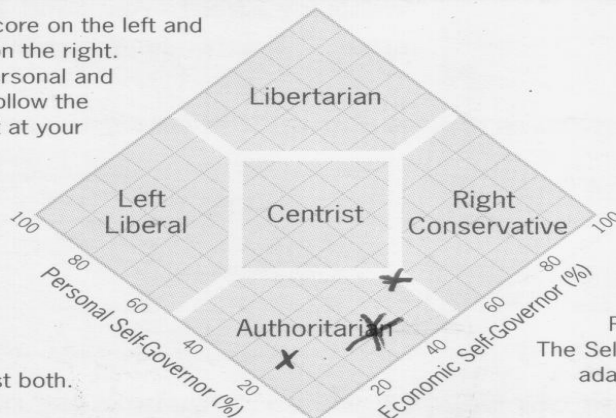 core on the left and
on the right.
ersonal and
ollow the
t at your
Libertarian
Left
Liberal
Centrist
Right
Conservative
Authoritarian
100
80
60
40
20
Personal Self-Governor (%)
20
40
60
80
100
Economic Self-Governor (%)
st both.
F
The Sel
ada